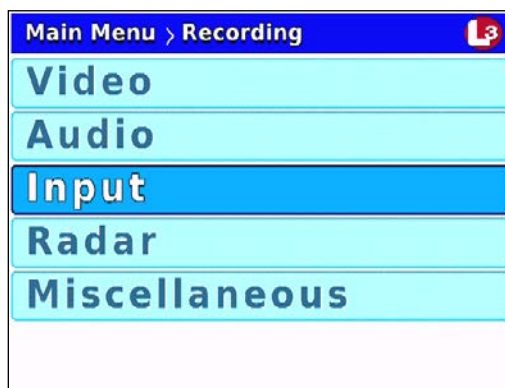 Main Menu > Recording L3
Video
Audio
Input
Radar
Miscellaneous